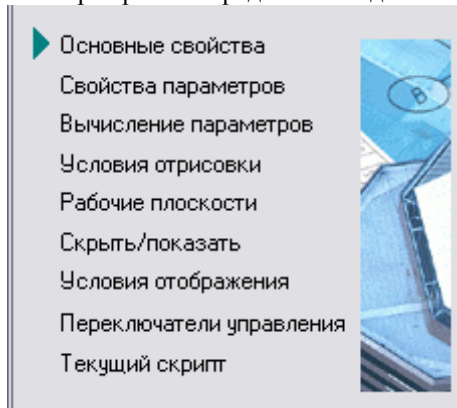 Основные свойства
Свойства параметров
Вычисление параметров
Условия отрисовки
Рабочие плоскости
Скрыть/показать
Условия отображения
Переключатели управления
Текущий скрипт